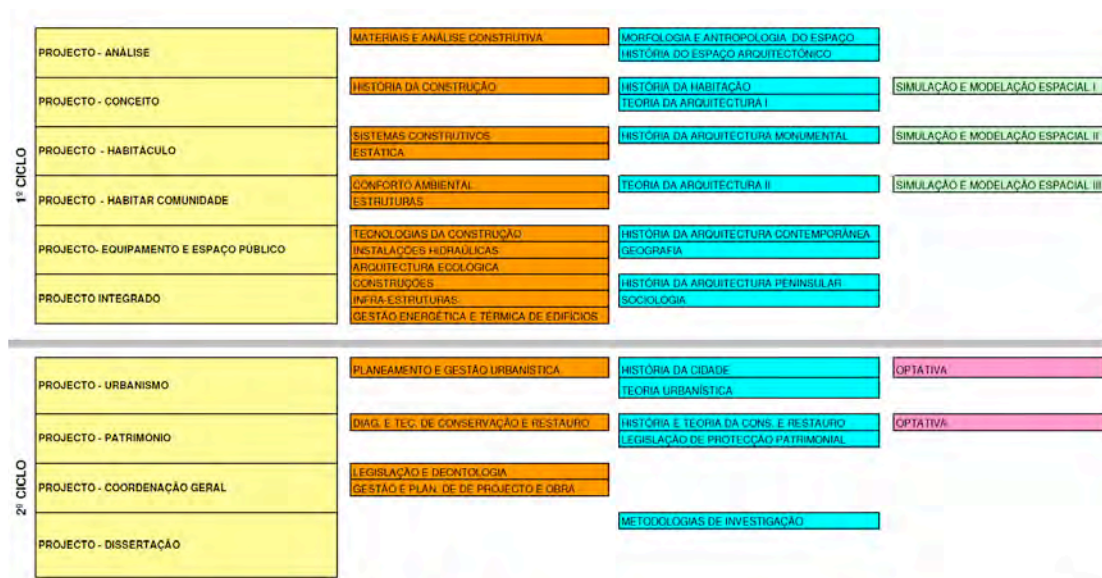 1º CICLO
PROJECTO - ANÁLISE
MATERIAIS E ANÁLISE CONSTRUTIVA
MORFOLOGIA E ANTROPOLOGIA DO ESPAÇO
HISTÓRIA DO ESPAÇO ARQUITECTÓNICO
PROJECTO - CONCEITO
HISTÓRIA DA CONSTRUÇÃO
HISTÓRIA DA HABITAÇÃO
TEORIA DA ARQUITECTURA I
SIMULAÇÃO E MODELAÇÃO ESPACIAL I
PROJECTO - HABITÁCULO
SISTEMAS CONSTRUTIVOS
ESTÁTICA
HISTÓRIA DA ARQUITECTURA MONUMENTAL
SIMULAÇÃO E MODELAÇÃO ESPACIAL II
PROJECTO - HABITAR COMUNIDADE
CONFORTO AMBIENTAL
ESTRUTURAS
TEORIA DA ARQUITECTURA II
SIMULAÇÃO E MODELAÇÃO ESPACIAL III
PROJECTO- EQUIPAMENTO E ESPAÇO PÚBLICO
TECNOLOGIAS DA CONSTRUÇÃO
INSTALAÇÕES HIDRAÚLICAS
ARQUITECTURA ECOLÓGICA
HISTÓRIA DA ARQUITECTURA CONTEMPORÂNEA
GEOGRAFIA
PROJECTO INTEGRADO
CONSTRUÇÕES
INFRA-ESTRUTURAS
GESTÃO ENERGÉTICA E TÉRMICA DE EDIFÍCIOS
HISTÓRIA DA ARQUITECTURA PENINSULAR
SOCIOLOGIA
2º CICLO
PROJECTO - URBANISMO
PLANEAMENTO E GESTÃO URBANÍSTICA
HISTÓRIA DA CIDADE
TEORIA URBANÍSTICA
OPTATIVA
PROJECTO - PATRIMÓNIO
DIAG. E TEC. DE CONSERVAÇÃO E RESTAURO
HISTÓRIA E TEORIA DA CONS. E RESTAURO
LEGISLAÇÃO DE PROTECÇÃO PATRIMONIAL
OPTATIVA
PROJECTO - COORDENAÇÃO GERAL
LEGISLAÇÃO E DEONTOLOGIA
GESTÃO E PLAN. DE DE PROJECTO E OBRA
PROJECTO - DISSERTAÇÃO
METODOLOGIAS DE INVESTIGAÇÃO